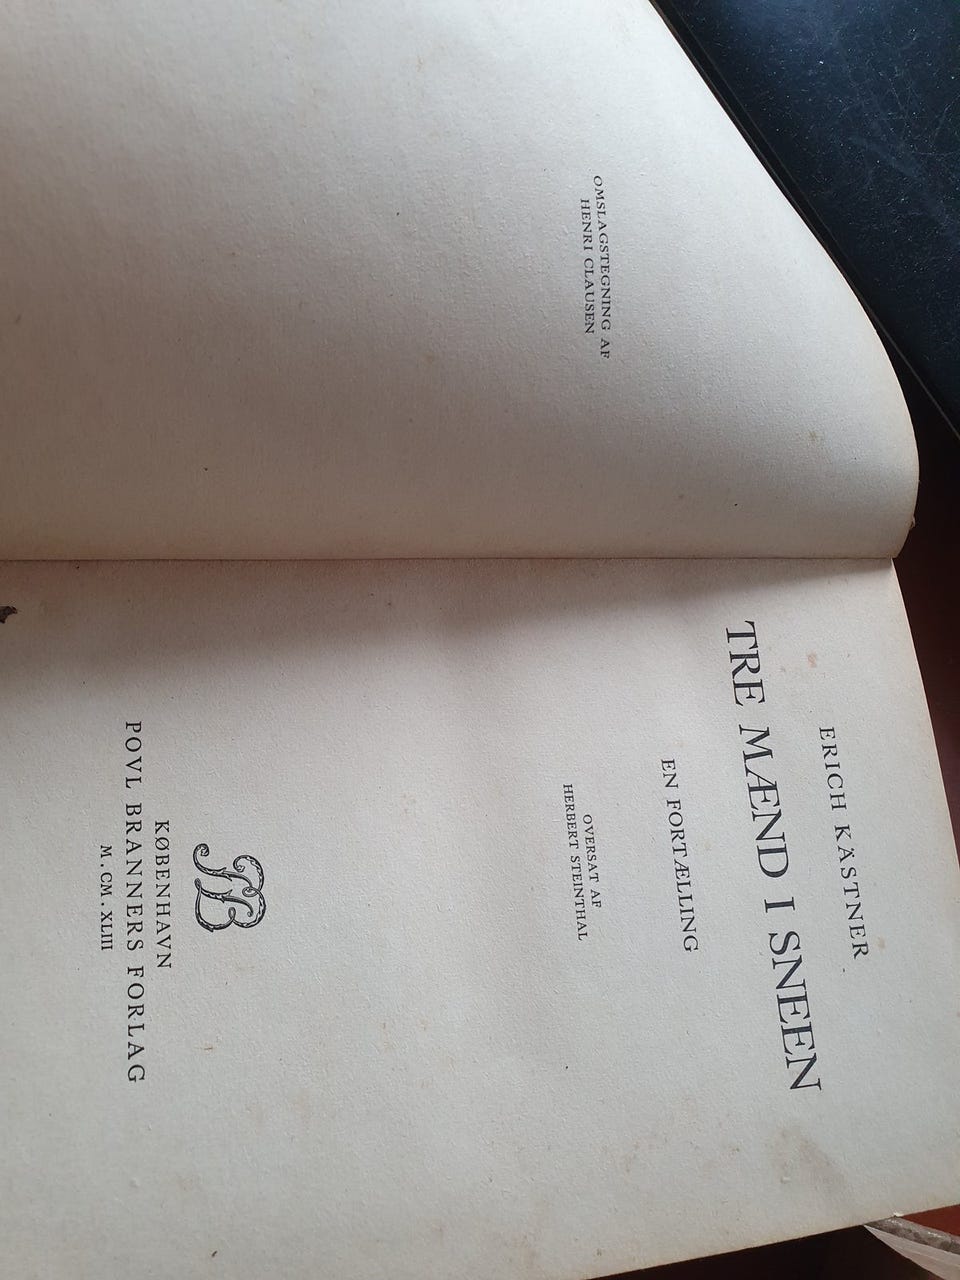 OMSLAGSTEGNING AF
HENRI CLAUSEN
ERICH KÄSTNER
TRE MÆND I SNEEN
EN FORTÆLLING
OVERSAT AF
HERBERT STEINTHAL
KØBENHAVN
POVL BRANNERS FORLAG
M.CM.XLIII